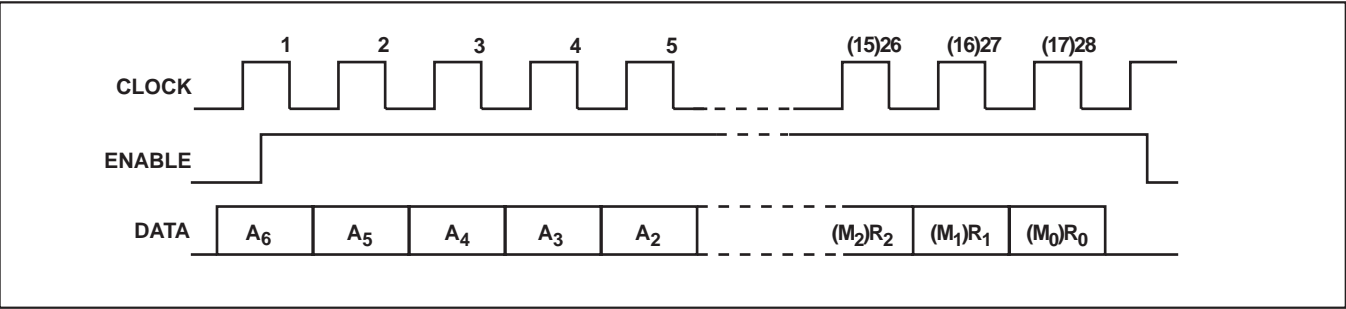 1 2 3 4 5 (15)26 (16)27 (17)28
CLOCK
ENABLE
DATA A6 A5 A4 A3 A2 (M2)R2 (M1)R1 (M0)R0